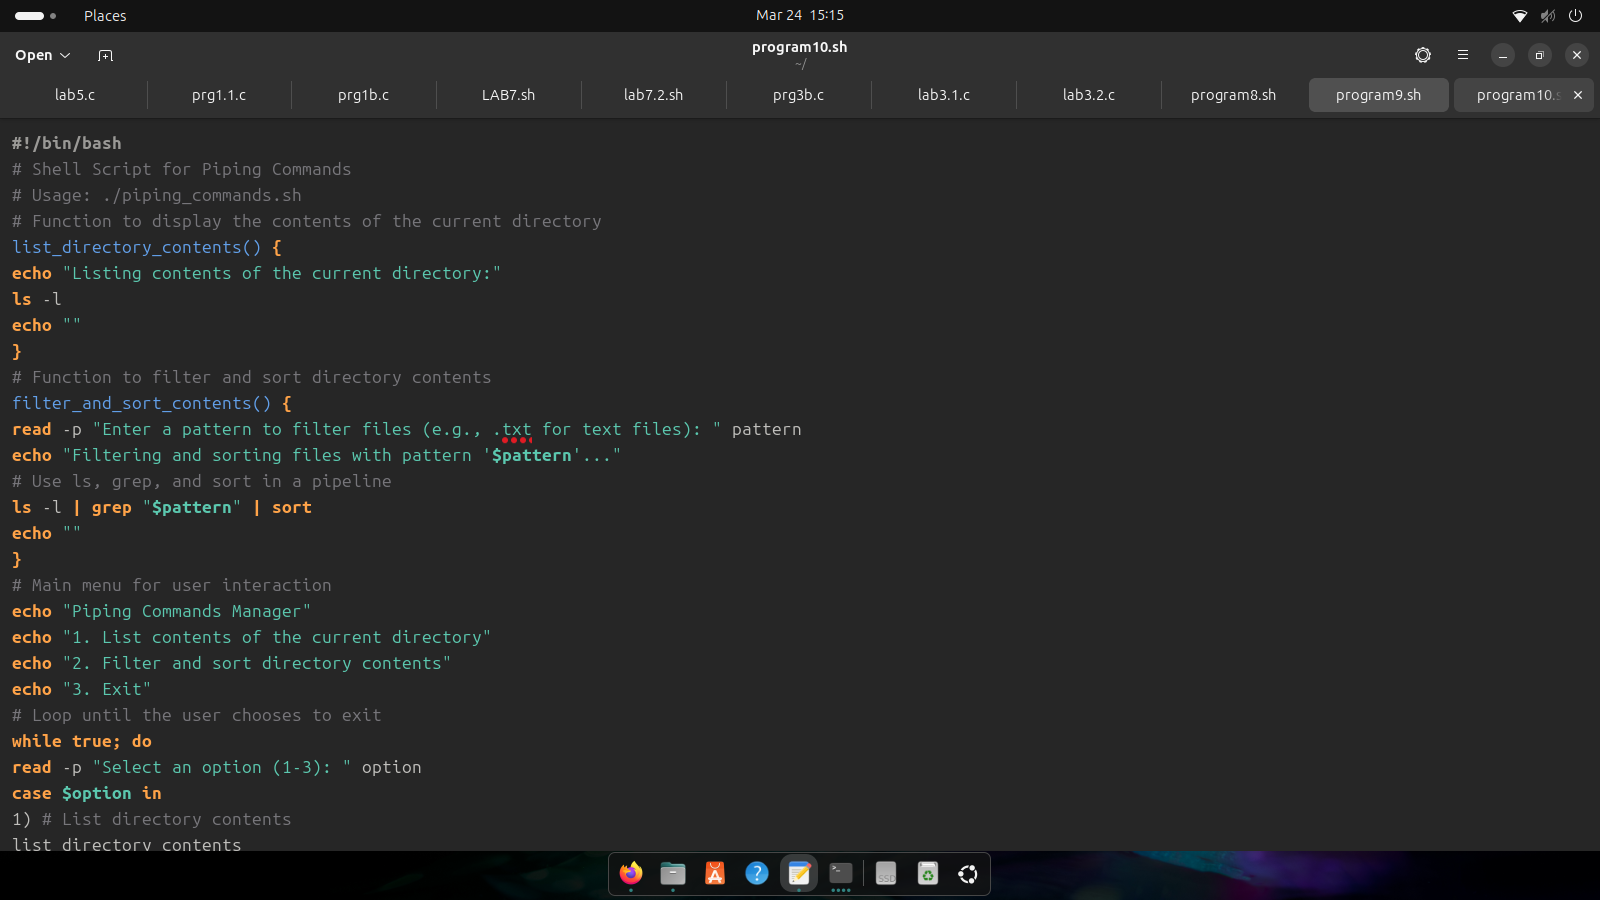 Places
Mar 24 15:15
Open
program10.sh
~/
lab5.c
prg1.1.c
prg1b.c
LAB7.sh
lab7.2.sh
prg3b.c
lab3.1.c
lab3.2.c
program8.sh
program9.sh
program10.s
#!/bin/bash
# Shell Script for Piping Commands
# Usage: ./piping_commands.sh
# Function to display the contents of the current directory
list_directory_contents() {
echo "Listing contents of the current directory:"
ls -l
echo ""
}
# Function to filter and sort directory contents
filter_and_sort_contents() {
read -p "Enter a pattern to filter files (e.g., .txt for text files): " pattern
echo "Filtering and sorting files with pattern '$pattern'..."
# Use ls, grep, and sort in a pipeline
ls -l | grep "$pattern" | sort
echo ""
}
# Main menu for user interaction
echo "Piping Commands Manager"
echo "1. List contents of the current directory"
echo "2. Filter and sort directory contents"
echo "3. Exit"
# Loop until the user chooses to exit
while true; do
read -p "Select an option (1-3): " option
case $option in
1) # List directory contents
list_directory_contents
SSD